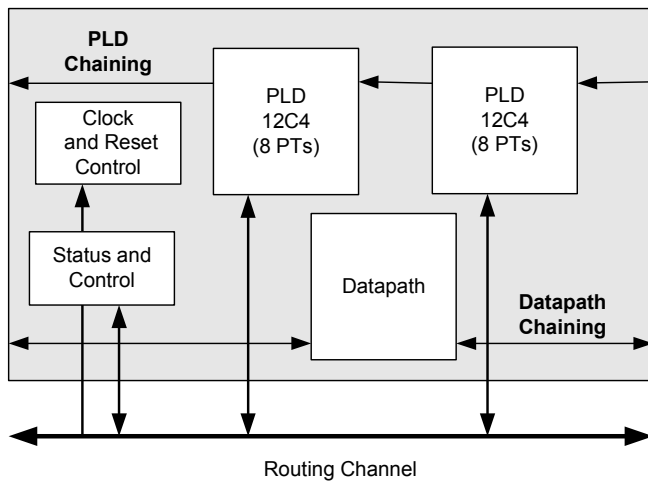 PLD
Chaining
PLD
12C4
(8 PTs)
PLD
12C4
(8 PTs)
Clock
and Reset
Control
Status and
Control
Datapath
Datapath
Chaining
Routing Channel